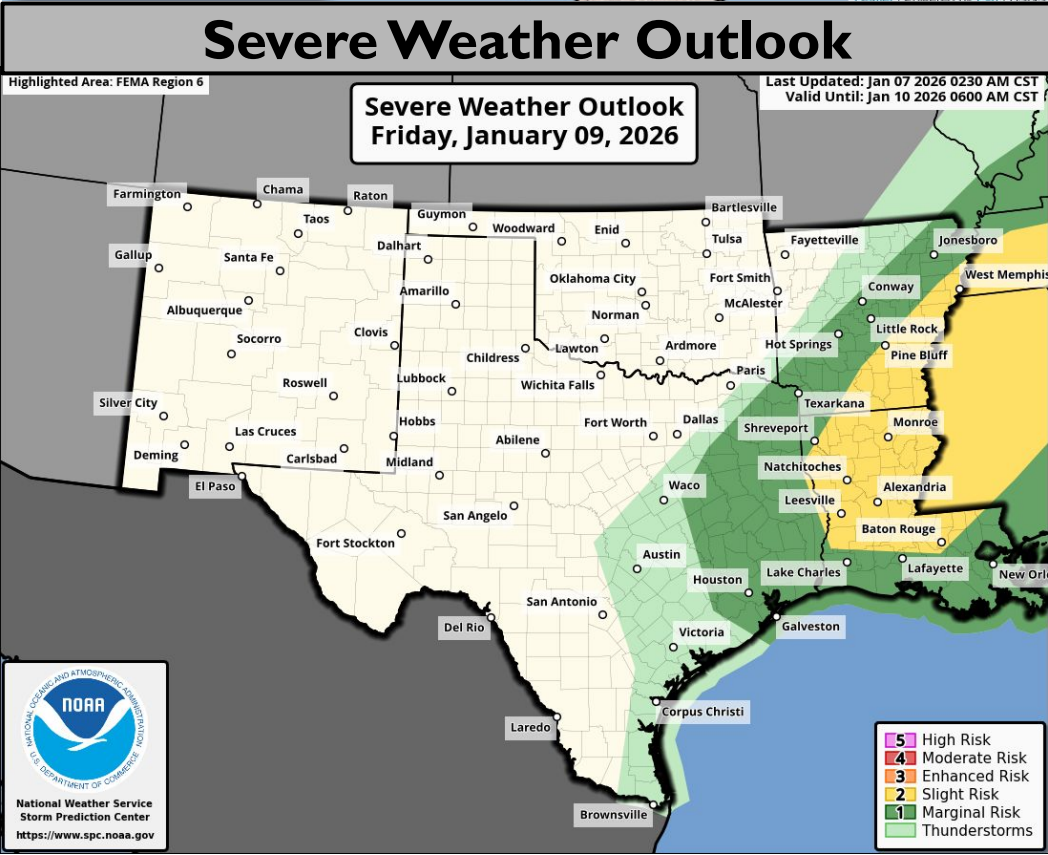 Severe Weather Outlook
Highlighted Area: FEMA Region 6
Last Updated: Jan 07 2026 0230 AM CST
Valid Until: Jan 10 2026 0600 AM CST
Severe Weather Outlook
Friday, January 09, 2026
Farmington
Chama
Raton
Taos
Guymon
Woodward
Enid
Bartlesville
Gallup
Santa Fe
Dalhart
Tulsa
Fayetteville
Jonesboro
Albuquerque
Amarillo
Oklahoma City
Fort Smith
Conway
West Memphis
Socorro
Clovis
Norman
McAlester
Little Rock
Childress
Lawton
Ardmore
Hot Springs
Pine Bluff
Roswell
Lubbock
Wichita Falls
Paris
Texarkana
Silver City
Las Cruces
Hobbs
Abilene
Fort Worth
Dallas
Shreveport
Monroe
Deming
Carlsbad
Midland
Natchitoches
El Paso
Waco
Leesville
Alexandria
San Angelo
Baton Rouge
Fort Stockton
Austin
Houston
Lake Charles
Lafayette
New Orl
San Antonio
Del Rio
Victoria
Galveston
Laredo
Corpus Christi
Brownsville
NATIONAL OCEANIC AND ATMOSPHERIC ADMINISTRATION
NOAA
U.S. DEPARTMENT OF COMMERCE
National Weather Service
Storm Prediction Center
https://www.spc.noaa.gov
5 High Risk
4 Moderate Risk
3 Enhanced Risk
2 Slight Risk
1 Marginal Risk
Thunderstorms